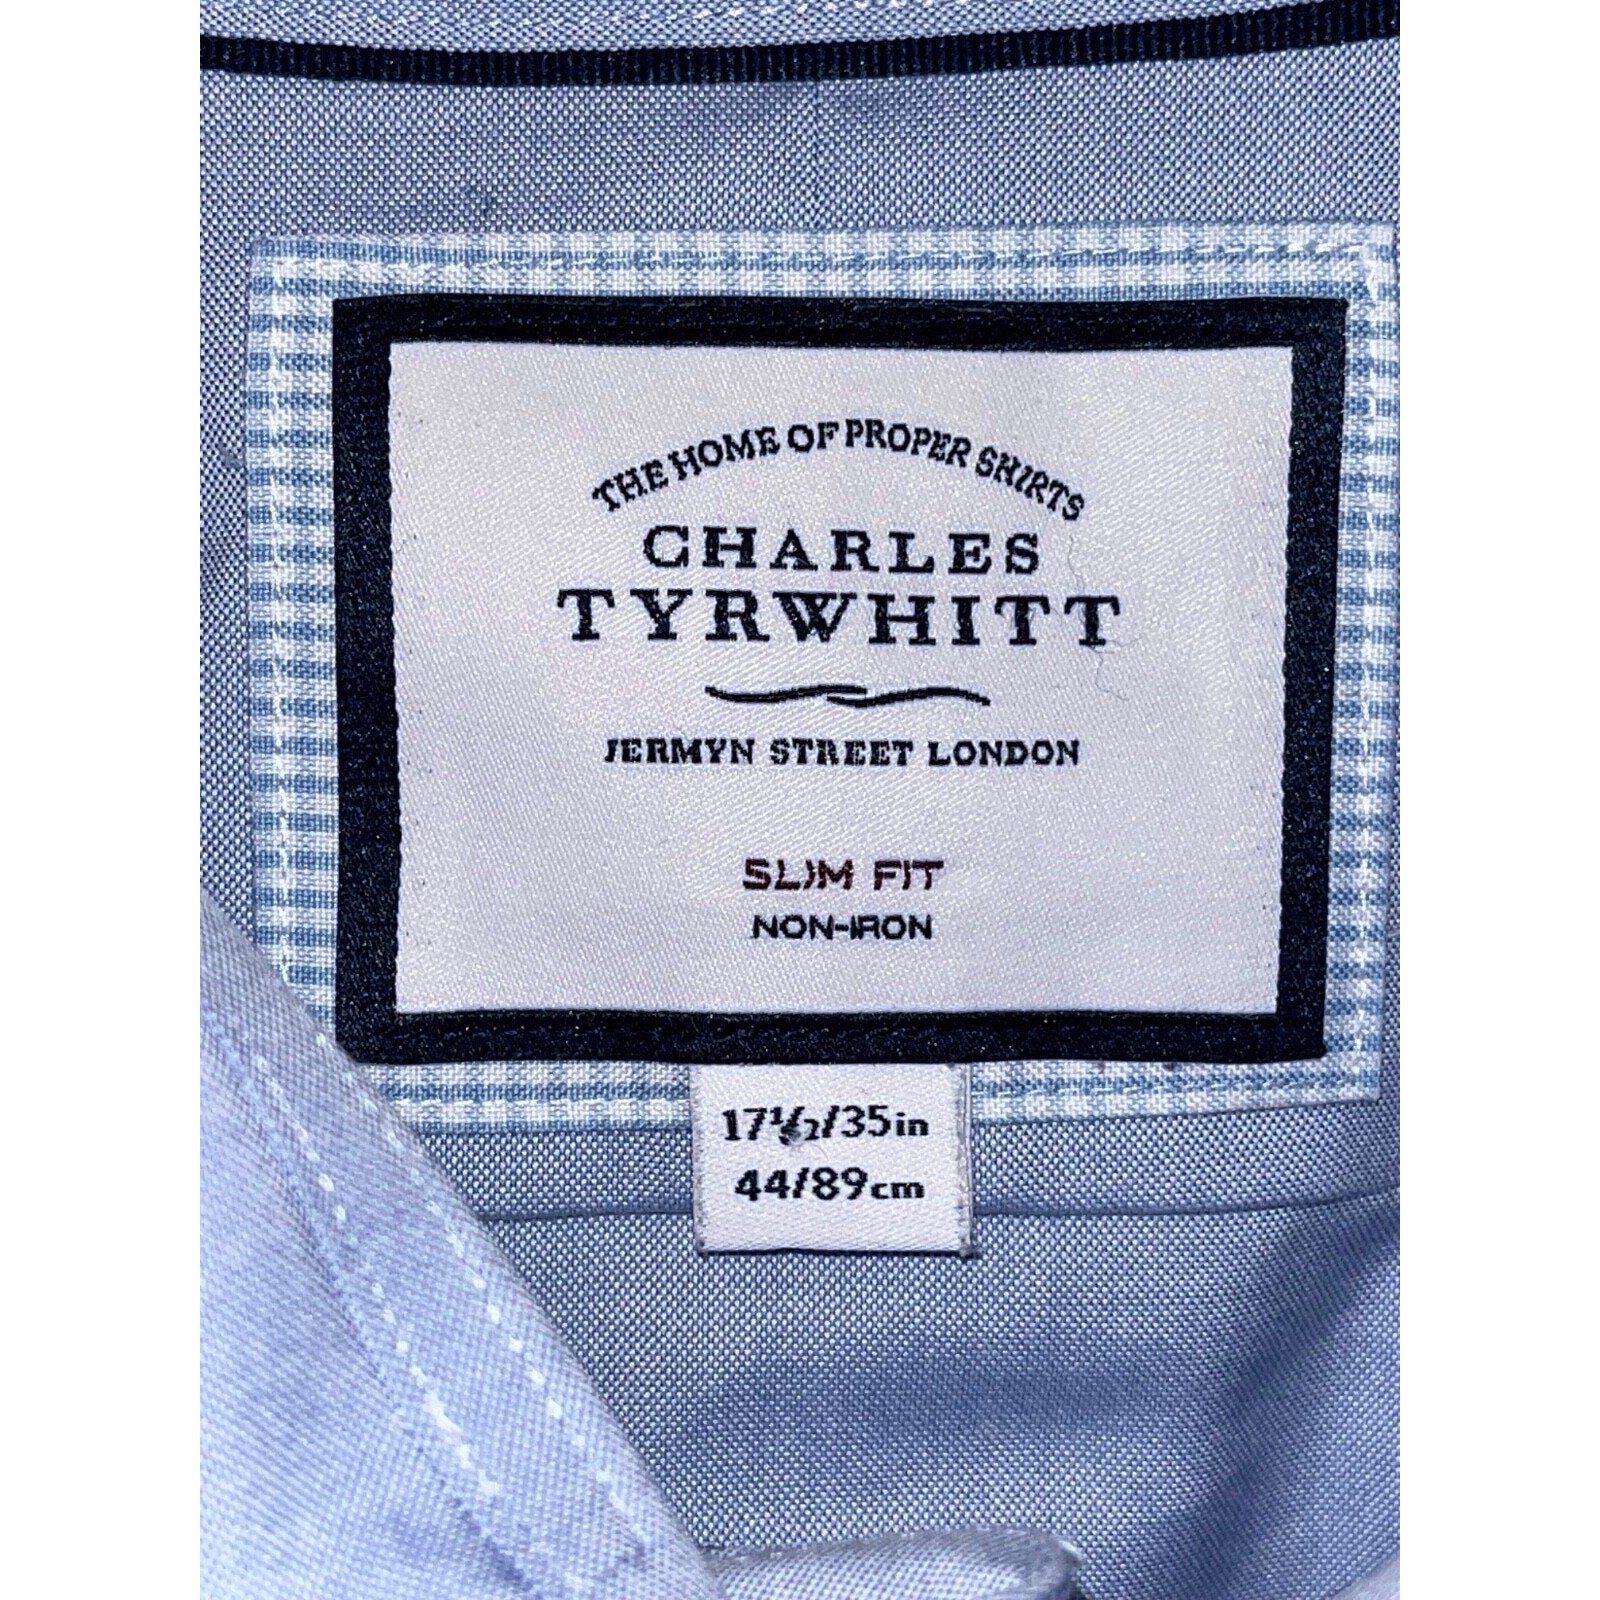 THE HOME OF PROPER SHIRTS
CHARLES
TYRWHITT
JERMYN STREET LONDON
SLIM FIT
NON-IRON
17½/35in
44/89cm